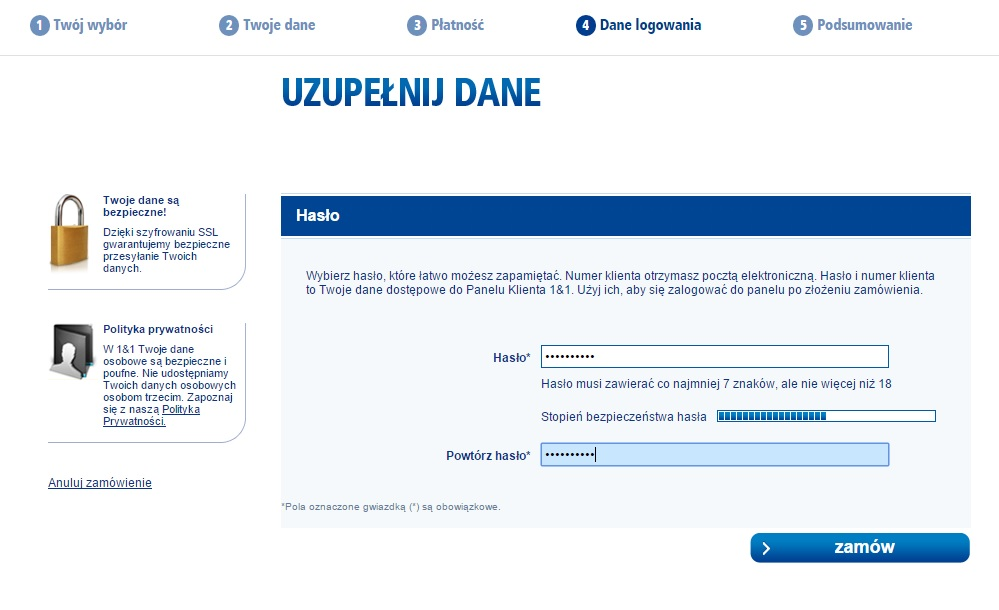 1 Twój wybór
2 Twoje dane
3 Płatność
4 Dane logowania
5 Podsumowanie
UZUPEŁNIJ DANE
Twoje dane są
bezpieczne!
Dzięki szyfrowaniu SSL
gwarantujemy bezpieczne
przesyłanie Twoich
danych.
Polityka prywatności
W 1&1 Twoje dane
osobowe są bezpieczne i
poufne. Nie udostępniamy
Twoich danych osobowych
osobom trzecim. Zapoznaj
się z naszą Polityka
Prywatności.
Anuluj zamówienie
Hasło
Wybierz hasło, które łatwo możesz zapamiętać. Numer klienta otrzymasz pocztą elektroniczną. Hasło i numer klienta
to Twoje dane dostępowe do Panelu Klienta 1&1. Użyj ich, aby się zalogować do panelu po złożeniu zamówienia.
Hasło* ••••••••••
Hasło musi zawierać co najmniej 7 znaków, ale nie więcej niż 18
Stopień bezpieczeństwa hasła
Powtórz hasło* ••••••••••
*Pola oznaczone gwiazdką (*) są obowiązkowe.
zamów